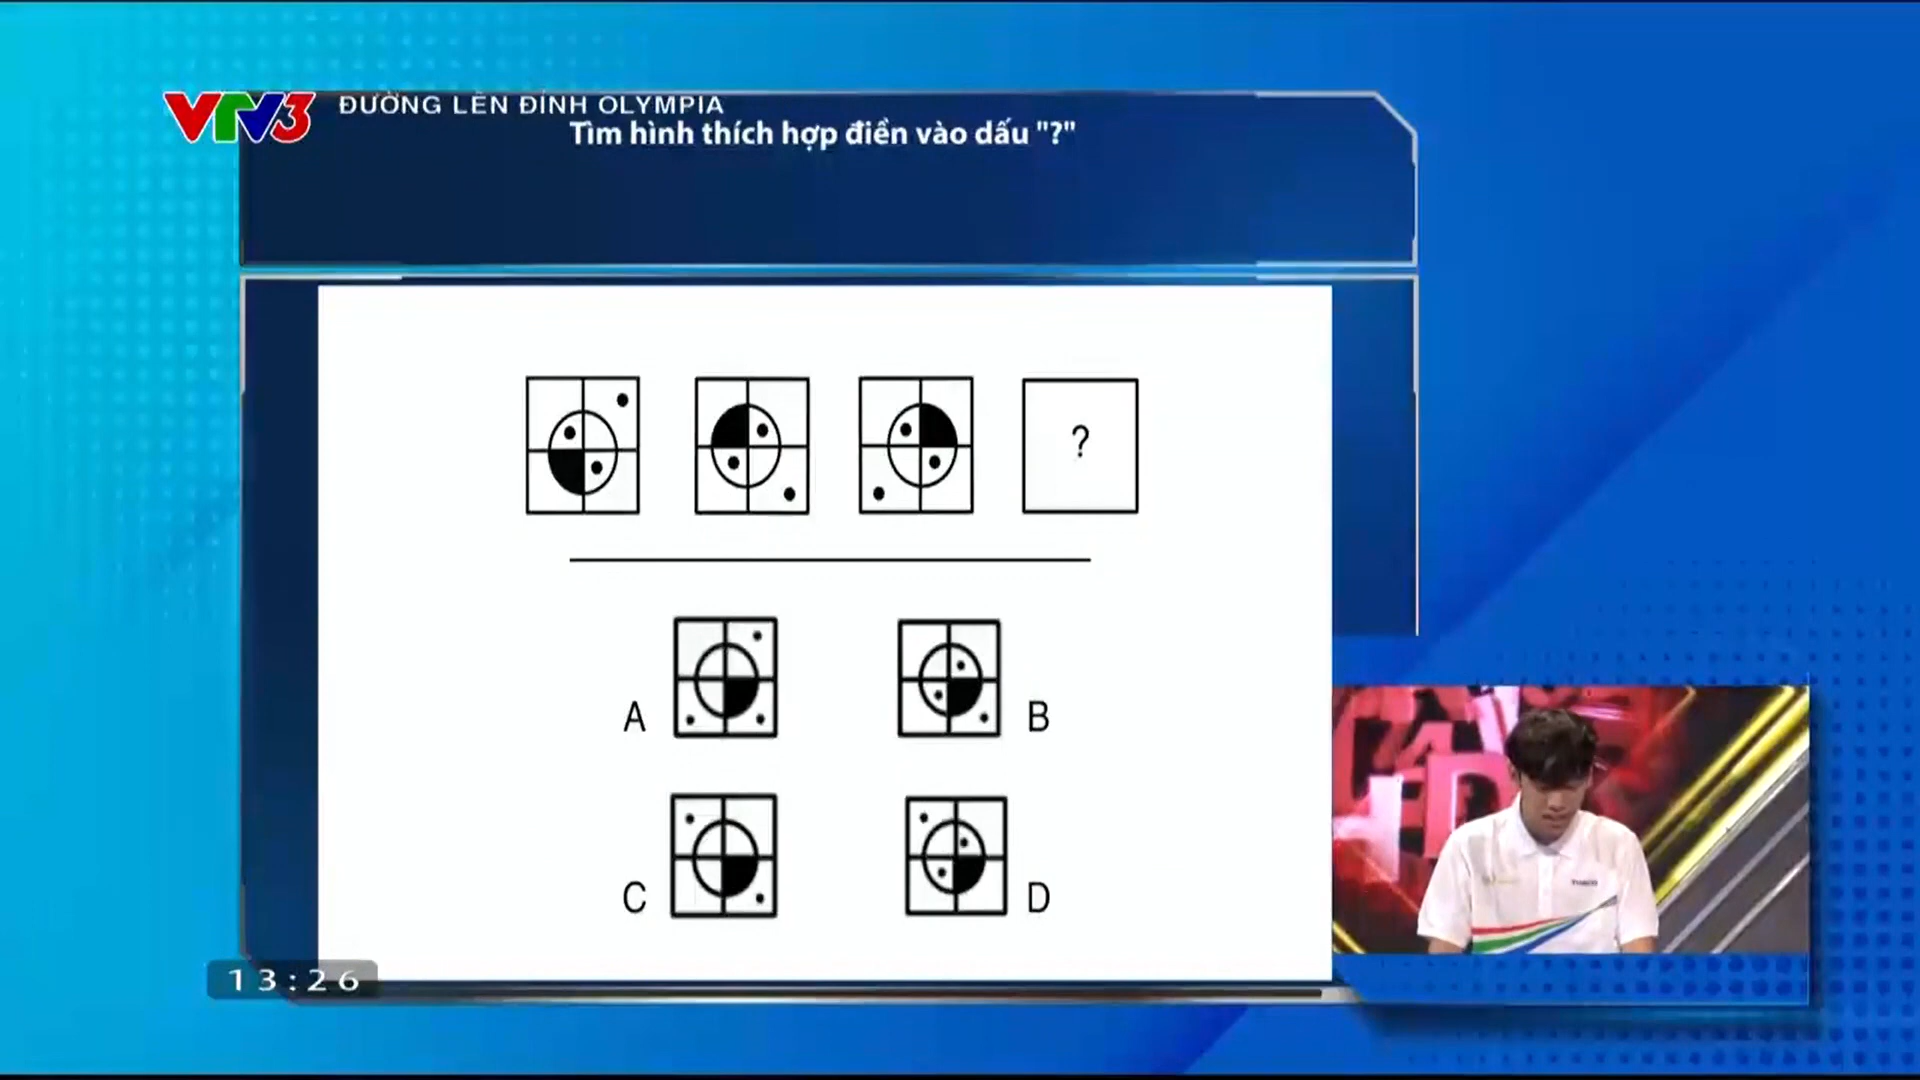 VTV3
ĐƯỜNG LÊN ĐỈNH OLYMPIA
Tìm hình thích hợp điền vào dấu "?"
?
A
B
C
D
13:26